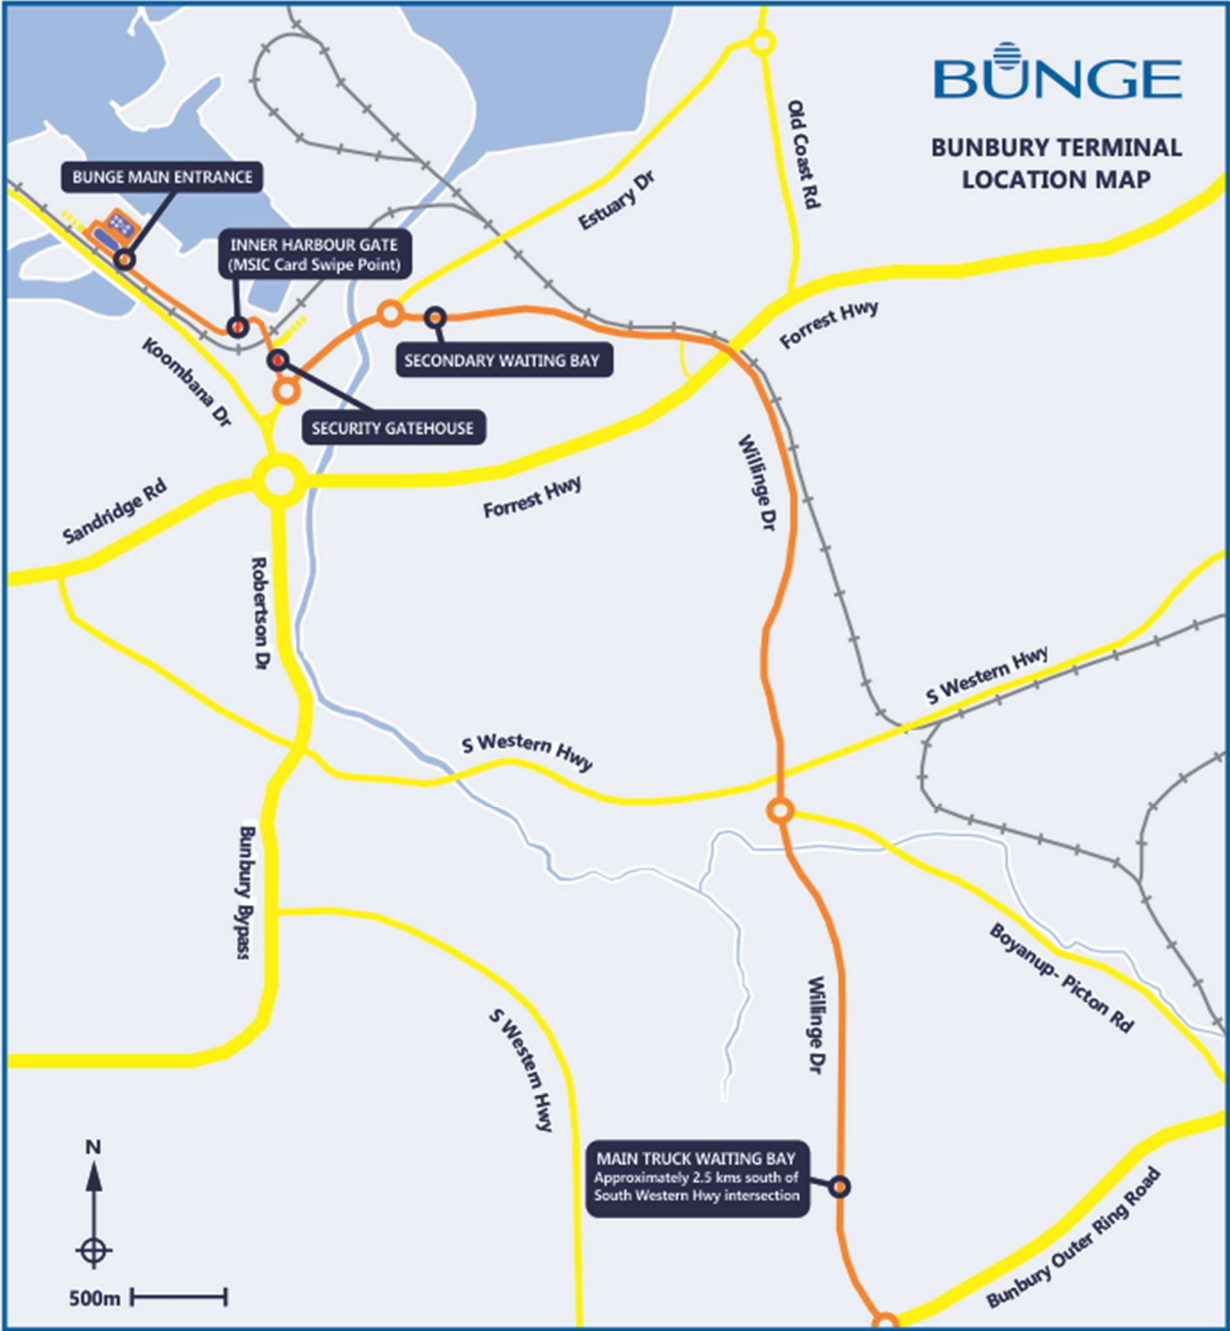 BUNGE
BUNBURY TERMINAL
LOCATION MAP
Old Coast Rd
BUNGE MAIN ENTRANCE
Estuary Dr
INNER HARBOUR GATE
(MSIC Card Swipe Point)
Forrest Hwy
SECONDARY WAITING BAY
Koombana Dr
SECURITY GATEHOUSE
Willinge Dr
Forrest Hwy
Sandridge Rd
Robertson Dr
S Western Hwy
S Western Hwy
Bunbury Bypass
Boyanup- Picton Rd
Willinge Dr
S Western Hwy
N
MAIN TRUCK WAITING BAY
Approximately 2.5 kms south of
South Western Hwy intersection
Bunbury Outer Ring Road
500m